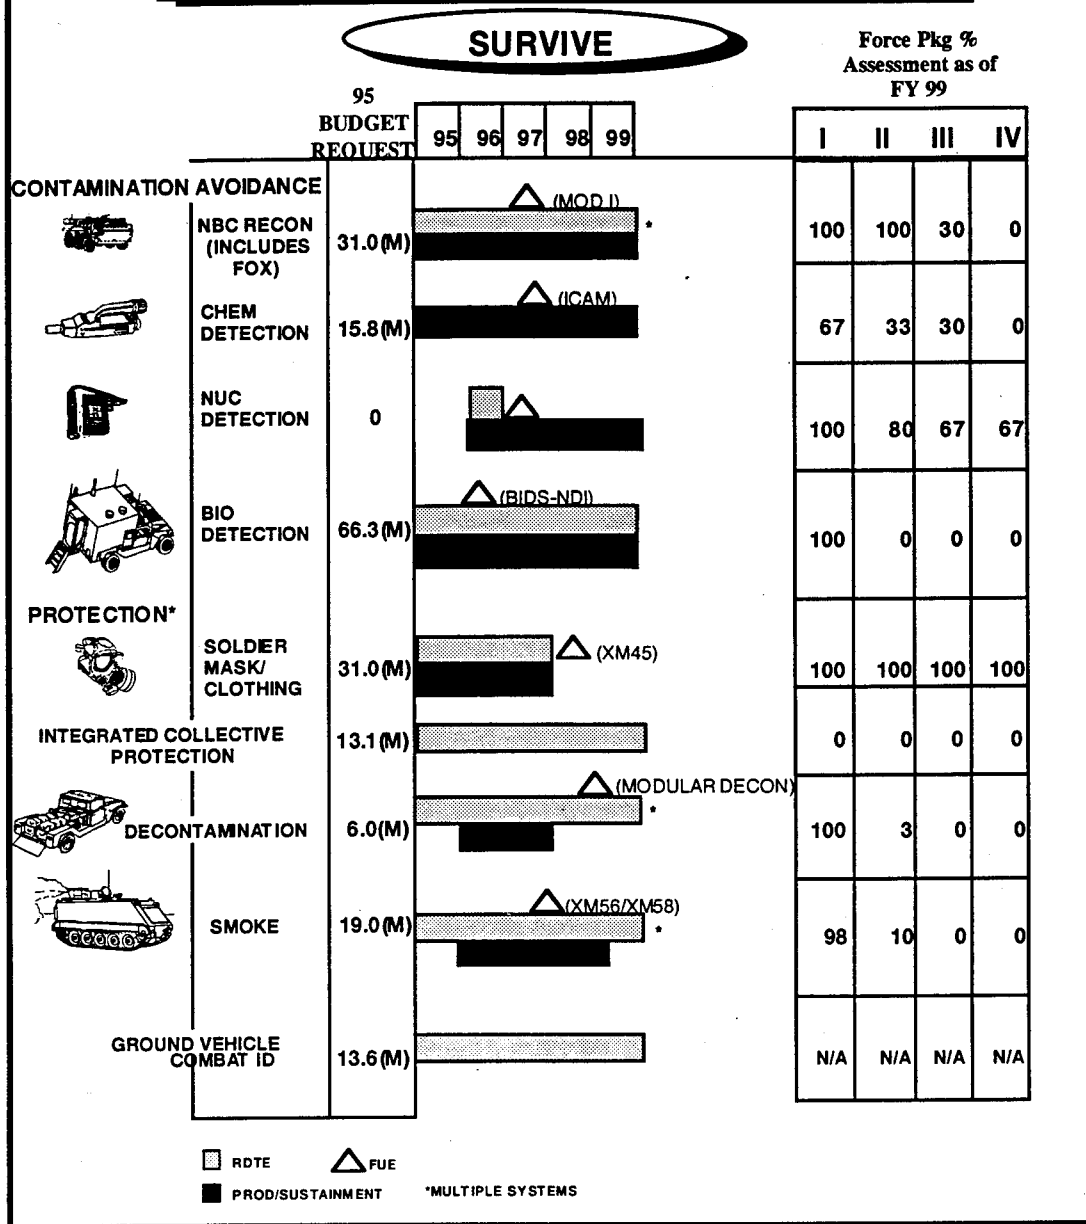 SURVIVE
Force Pkg %
Assessment as of
FY 99
95
BUDGET
REQUEST
95 96 97 98 99
I II III IV
CONTAMINATION AVOIDANCE
(MOD I)
NBC RECON
(INCLUDES
FOX)
31.0(M)
*
100 100 30 0
(ICAM)
CHEM
DETECTION
15.8(M)
67 33 30 0
NUC
DETECTION
0
100 80 67 67
(BIDS-NDI)
BIO
DETECTION
66.3(M)
100 0 0 0
PROTECTION*
SOLDIER
MASK/
CLOTHING
31.0(M)
(XM45)
100 100 100 100
INTEGRATED COLLECTIVE
PROTECTION
13.1(M)
0 0 0 0
(MODULAR DECON)
DECONTAMINATION
6.0(M)
*
100 3 0 0
(XM56/XM58)
SMOKE
19.0(M)
*
98 10 0 0
GROUND VEHICLE
COMBAT ID
13.6(M)
N/A N/A N/A N/A
RDTE FUE
PROD/SUSTAINMENT *MULTIPLE SYSTEMS